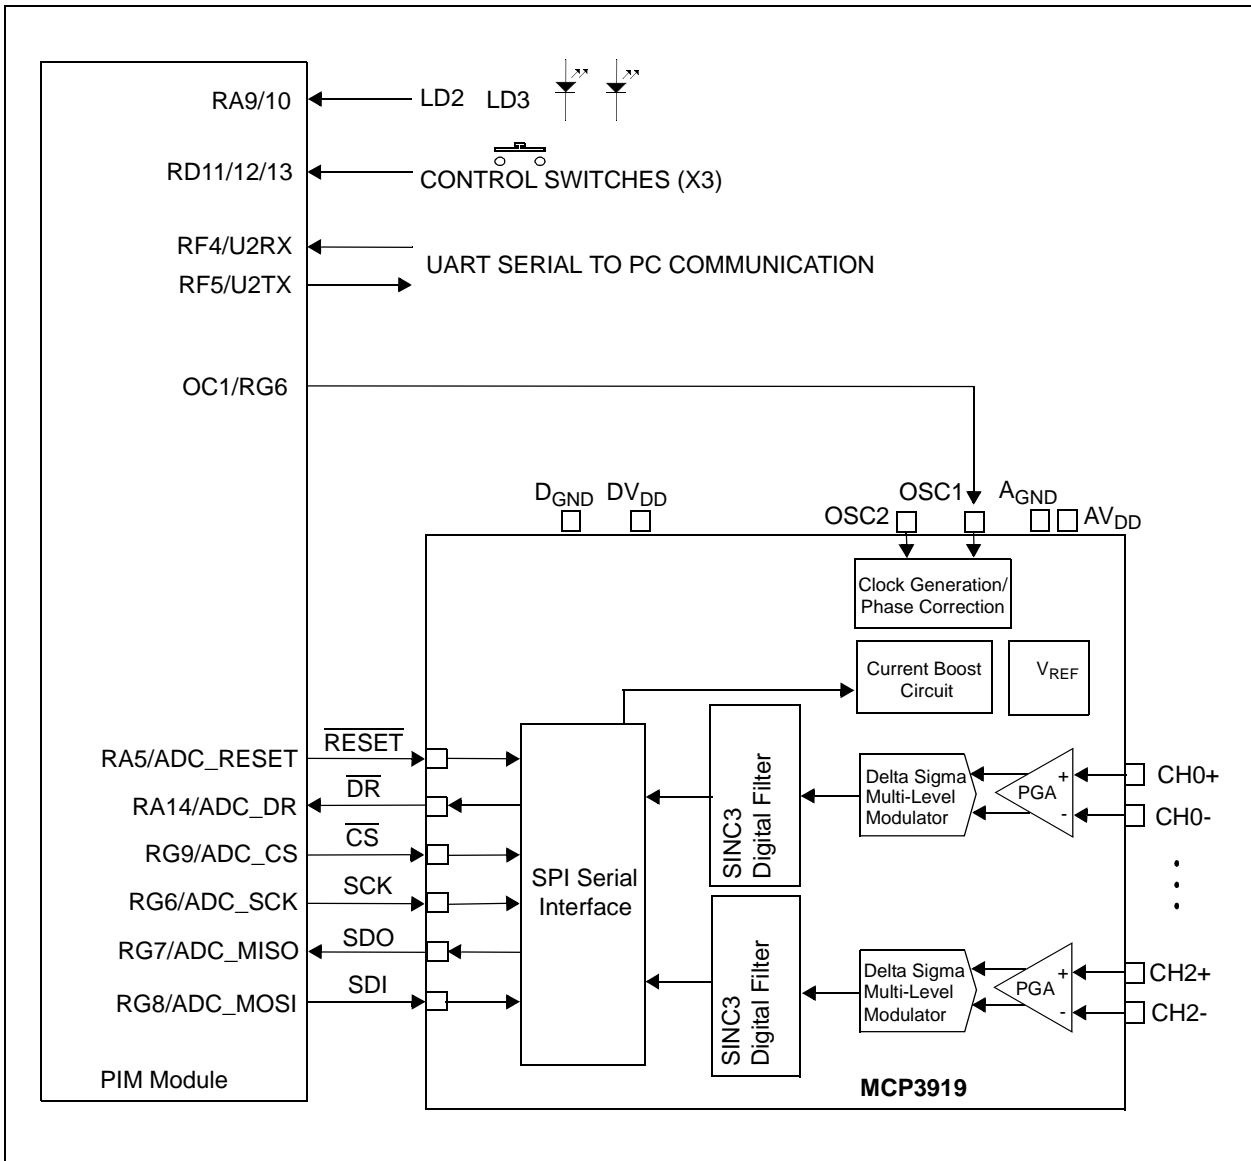 RA9/10
LD2 LD3
RD11/12/13
CONTROL SWITCHES (X3)
RF4/U2RX
UART SERIAL TO PC COMMUNICATION
RF5/U2TX
OC1/RG6
DGND
DVDD
OSC2
OSC1
AGND
AVDD
Clock Generation/
Phase Correction
Current Boost
Circuit
VREF
RA5/ADC_RESET
RESET
RA14/ADC_DR
DR
RG9/ADC_CS
CS
RG6/ADC_SCK
SCK
RG7/ADC_MISO
SDO
RG8/ADC_MOSI
SDI
SPI Serial
Interface
SINC3
Digital Filter
Delta Sigma
Multi-Level
Modulator
PGA
+
-
CH0+
CH0-
SINC3
Digital Filter
Delta Sigma
Multi-Level
Modulator
PGA
+
-
CH2+
CH2-
PIM Module
MCP3919